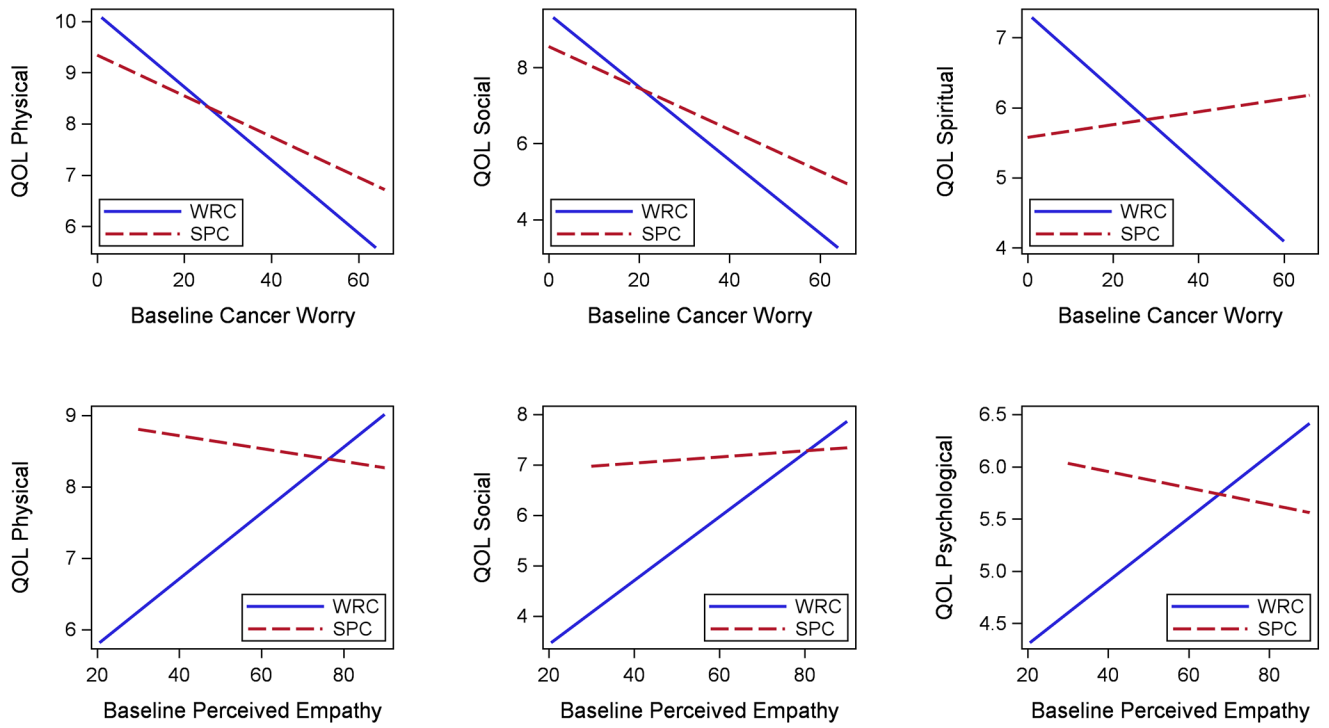 QOL Physical
10
9
8
7
6
WRC
SPC
0 20 40 60
Baseline Cancer Worry
QOL Social
8
6
4
WRC
SPC
0 20 40 60
Baseline Cancer Worry
QOL Spiritual
7
6
5
4
WRC
SPC
0 20 40 60
Baseline Cancer Worry
QOL Physical
9
8
7
6
WRC
SPC
20 40 60 80
Baseline Perceived Empathy
QOL Social
8
7
6
5
4
WRC
SPC
20 40 60 80
Baseline Perceived Empathy
QOL Psychological
6.5
6.0
5.5
5.0
4.5
WRC
SPC
20 40 60 80
Baseline Perceived Empathy